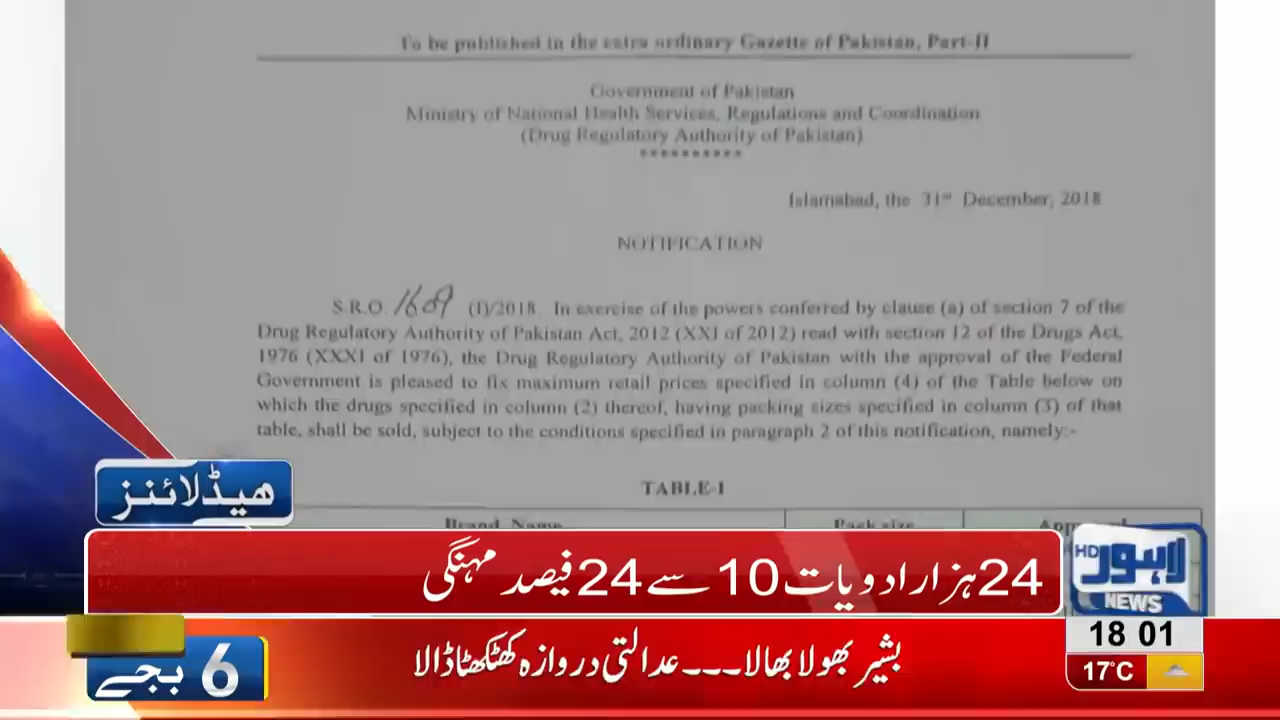 To be published in the extra ordinary Gazette of Pakistan, Part-II
Government of Pakistan
Ministry of National Health Services, Regulations and Coordination
(Drug Regulatory Authority of Pakistan)
**********
Islamabad, the 31st December, 2018
NOTIFICATION
S.R.O. 1609 (I)/2018. In exercise of the powers conferred by clause (a) of section 7 of the
Drug Regulatory Authority of Pakistan Act, 2012 (XXI of 2012) read with section 12 of the Drugs Act,
1976 (XXXI of 1976), the Drug Regulatory Authority of Pakistan with the approval of the Federal
Government is pleased to fix maximum retail prices specified in column (4) of the Table below on
which the drugs specified in column (2) thereof, having packing sizes specified in column (3) of that
table, shall be sold, subject to the conditions specified in paragraph 2 of this notification, namely:-
TABLE-I
Brand Name Pack size
ہیڈلائنز
24 ہزار ادویات 10 سے 24 فیصد مہنگی
HD لاہور
NEWS
بشیر بھولا بھالا۔۔۔عدالتی دروازہ کھٹکھٹا ڈالا
6 بجے
18 01
17°C